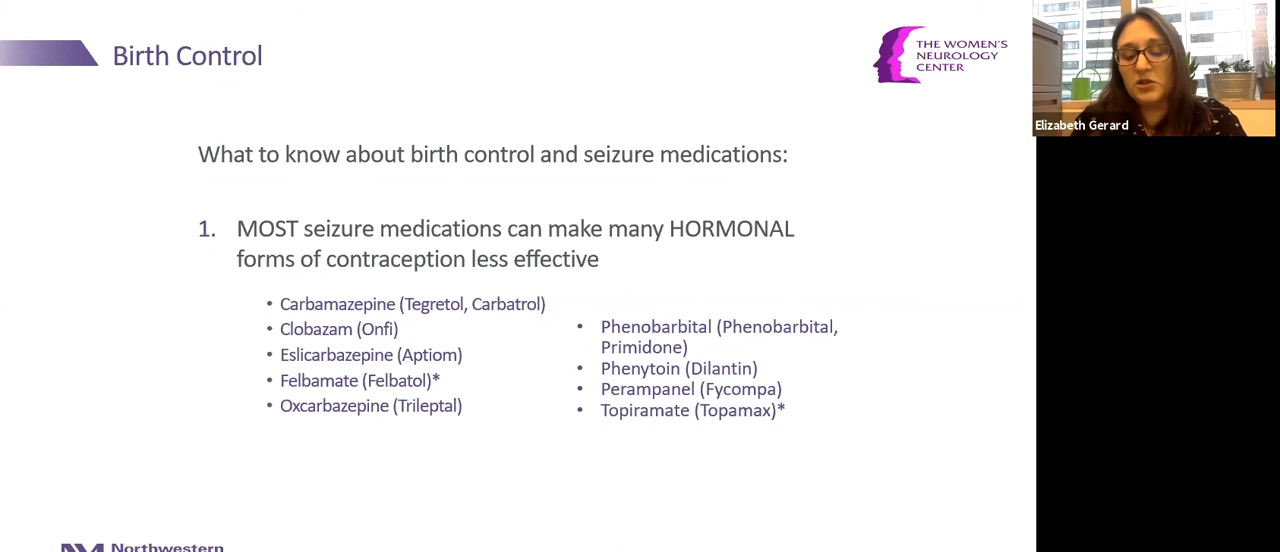 Birth Control
THE WOMEN'S
NEUROLOGY
CENTER
Elizabeth Gerard
What to know about birth control and seizure medications:
1. MOST seizure medications can make many HORMONAL
forms of contraception less effective
• Carbamazepine (Tegretol, Carbatrol)
• Clobazam (Onfi)
• Eslicarbazepine (Aptiom)
• Felbamate (Felbatol)*
• Oxcarbazepine (Trileptal)
• Phenobarbital (Phenobarbital,
Primidone)
• Phenytoin (Dilantin)
• Perampanel (Fycompa)
• Topiramate (Topamax)*
Northwestern